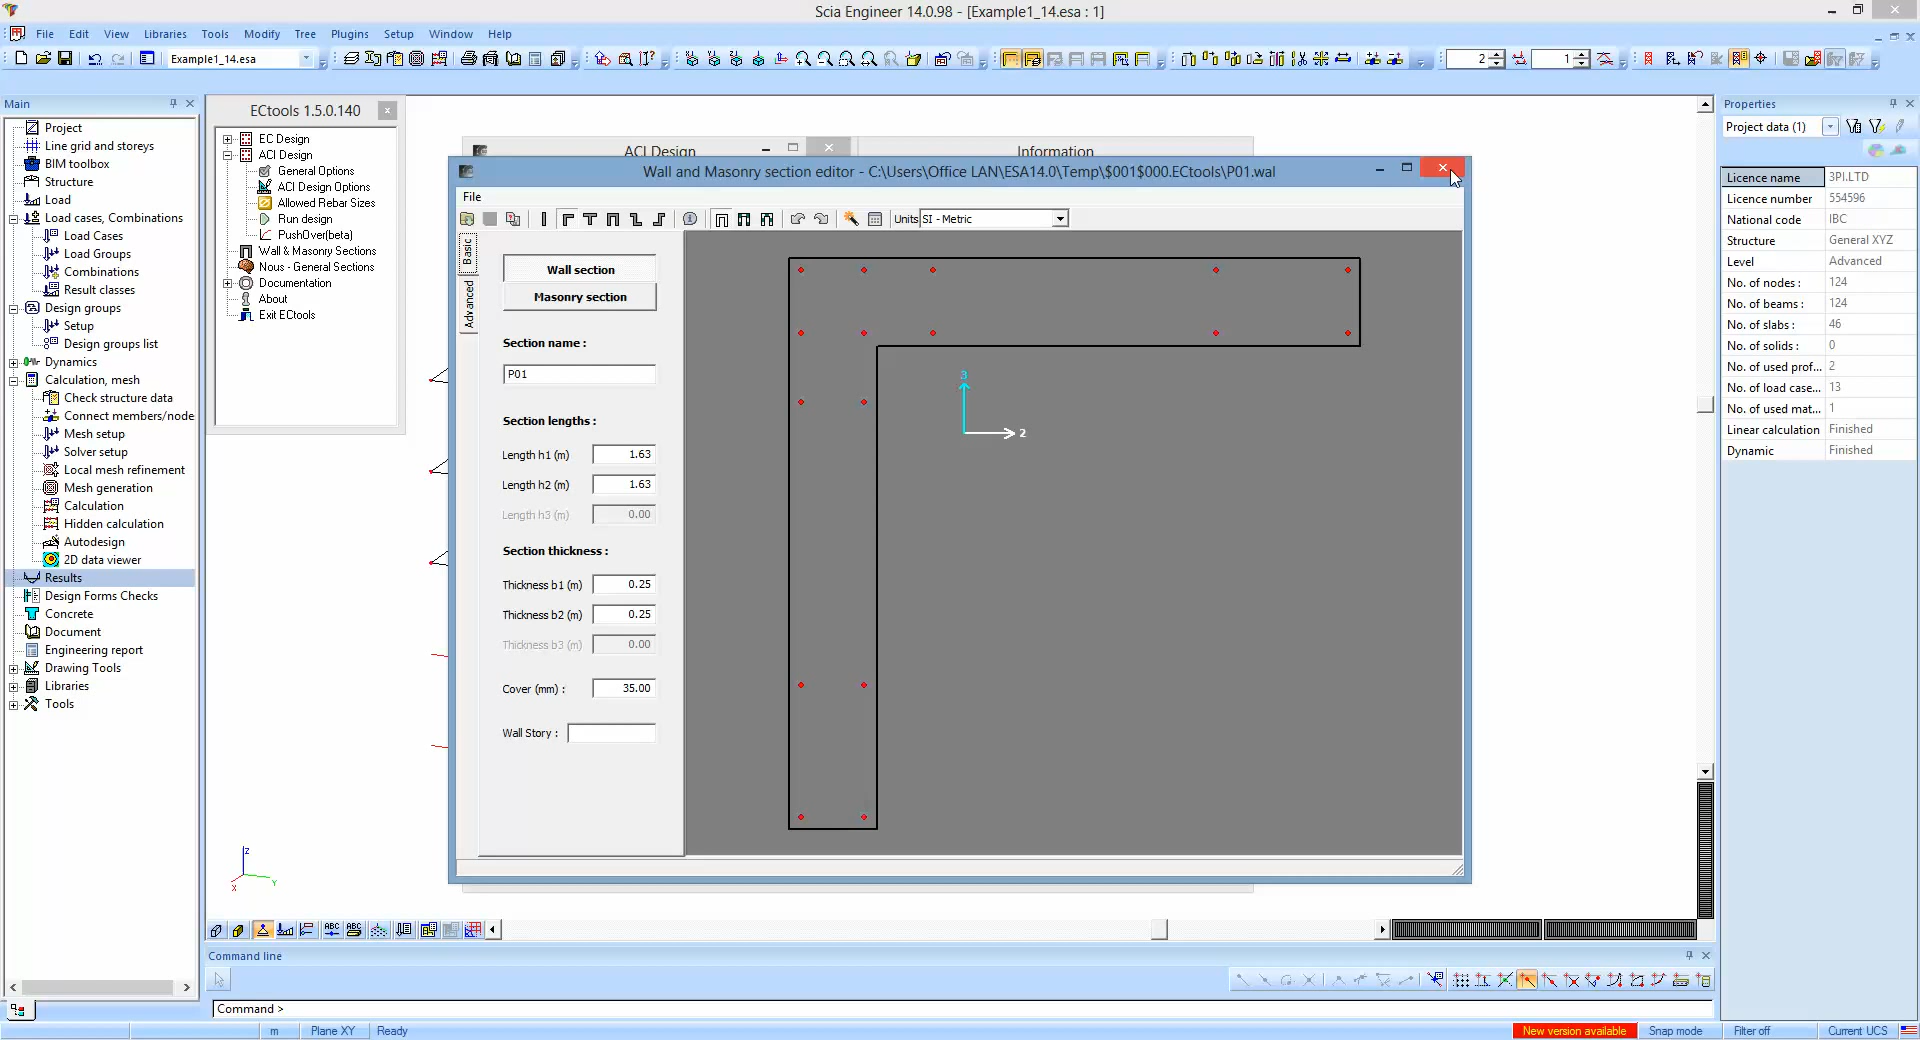 Scia Engineer 14.0.98 - [Example1_14.esa : 1]
File Edit View Libraries Tools Modify Tree Plugins Setup Window Help
Example1_14.esa
2
1
Main
Project
Line grid and storeys
BIM toolbox
Structure
Load
Load cases, Combinations
Load Cases
Load Groups
Combinations
Result classes
Design groups
Setup
Design groups list
Dynamics
Calculation, mesh
Check structure data
Connect members/node
Mesh setup
Solver setup
Local mesh refinement
Mesh generation
Calculation
Hidden calculation
Autodesign
2D data viewer
Results
Design Forms Checks
Concrete
Document
Engineering report
Drawing Tools
Libraries
Tools
ECtools 1.5.0.140
EC Design
ACI Design
General Options
ACI Design Options
Allowed Rebar Sizes
Run design
PushOver(beta)
Wall & Masonry Sections
Nous - General Sections
Documentation
About
Exit ECtools
ACI Design
Information
Wall and Masonry section editor - C:\Users\Office LAN\ESA14.0\Temp\$001$000.ECtools\P01.wal
File
Units SI - Metric
Basic
Advanced
Wall section
Masonry section
Section name :
P01
Section lengths :
Length h1 (m) 1.63
Length h2 (m) 1.63
Length h3 (m) 0.00
Section thickness :
Thickness b1 (m) 0.25
Thickness b2 (m) 0.25
Thickness b3 (m) 0.00
Cover (mm) : 35.00
Wall Story :
3
2
Z
X
Y
ABC
ABC
Properties
Project data (1)
Licence name 3PI.LTD
Licence number 554596
National code IBC
Structure General XYZ
Level Advanced
No. of nodes : 124
No. of beams : 124
No. of slabs : 46
No. of solids : 0
No. of used prof... 2
No. of load case... 13
No. of used mat... 1
Linear calculation Finished
Dynamic Finished
Command line
Command >
m Plane XY Ready
New version available Snap mode Filter off Current UCS